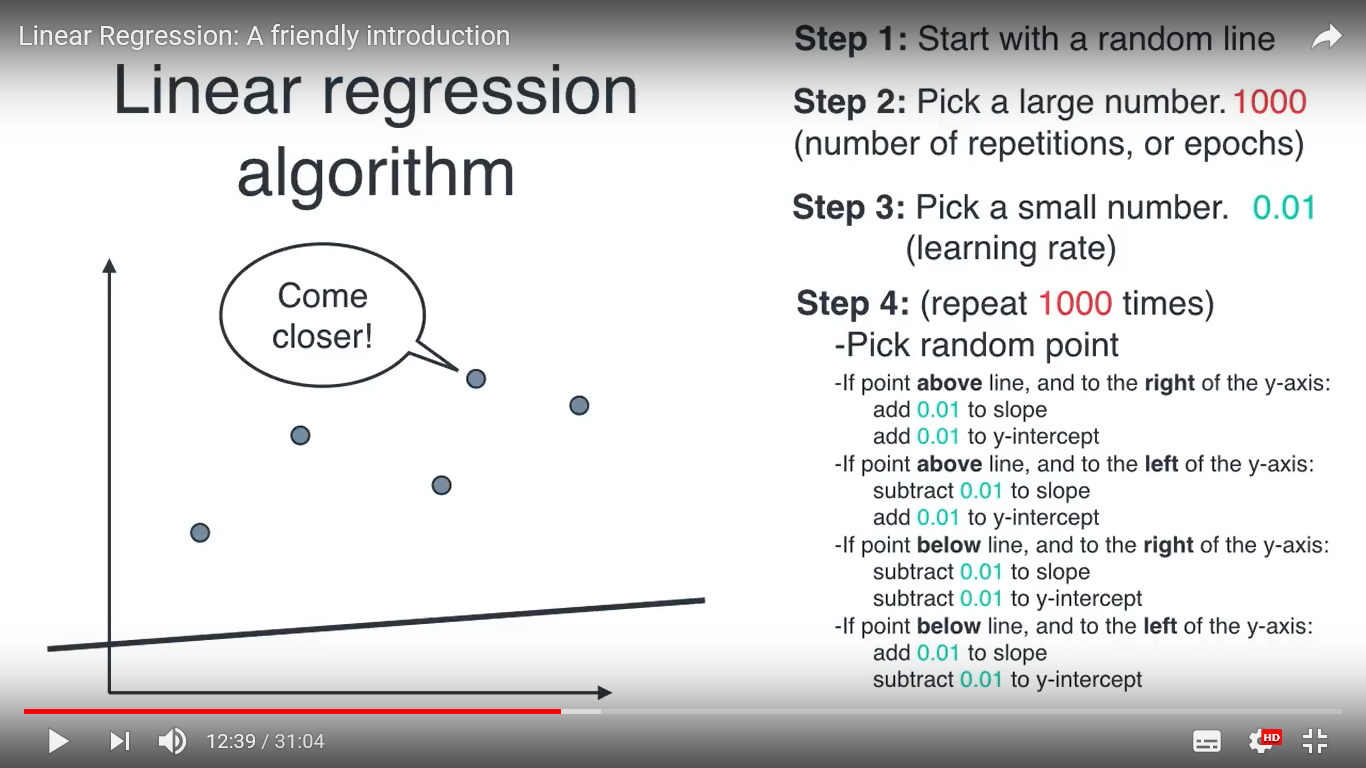 Linear Regression: A friendly introduction
Linear regression
algorithm
Come
closer!
Step 1: Start with a random line
Step 2: Pick a large number. 1000
(number of repetitions, or epochs)
Step 3: Pick a small number. 0.01
(learning rate)
Step 4: (repeat 1000 times)
-Pick random point
-If point above line, and to the right of the y-axis:
add 0.01 to slope
add 0.01 to y-intercept
-If point above line, and to the left of the y-axis:
subtract 0.01 to slope
add 0.01 to y-intercept
-If point below line, and to the right of the y-axis:
subtract 0.01 to slope
subtract 0.01 to y-intercept
-If point below line, and to the left of the y-axis:
add 0.01 to slope
subtract 0.01 to y-intercept
12:39 / 31:04
HD